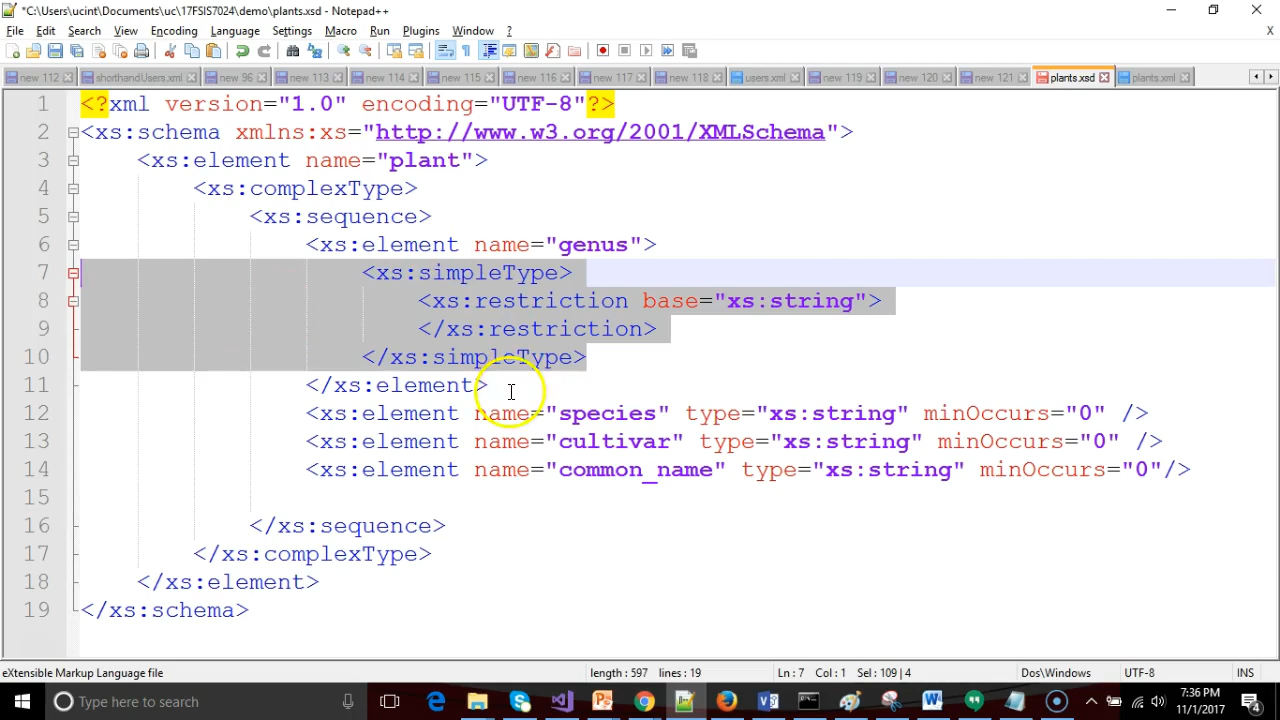 *C:\Users\ucint\Documents\uc\17FSIS7024\demo\plants.xsd - Notepad++
File Edit Search View Encoding Language Settings Macro Run Plugins Window ?
X
new 112 shorthandUsers.xml new 96 new 113 new 114 new 115 new 116 new 117 new 118 users.xml new 119 new 120 new 121 plants.xsd plants.xml
1 <?xml version="1.0" encoding="UTF-8"?>
2 <xs:schema xmlns:xs="http://www.w3.org/2001/XMLSchema">
3 <xs:element name="plant">
4 <xs:complexType>
5 <xs:sequence>
6 <xs:element name="genus">
7 <xs:simpleType>
8 <xs:restriction base="xs:string">
9 </xs:restriction>
10 </xs:simpleType>
11 </xs:element>
12 <xs:element name="species" type="xs:string" minOccurs="0" />
13 <xs:element name="cultivar" type="xs:string" minOccurs="0" />
14 <xs:element name="common_name" type="xs:string" minOccurs="0"/>
15
16 </xs:sequence>
17 </xs:complexType>
18 </xs:element>
19 </xs:schema>
eXtensible Markup Language file length : 597 lines : 19 Ln : 7 Col : 1 Sel : 109 | 4 Dos\Windows UTF-8 INS
Type here to search
7:36 PM
11/1/2017
4